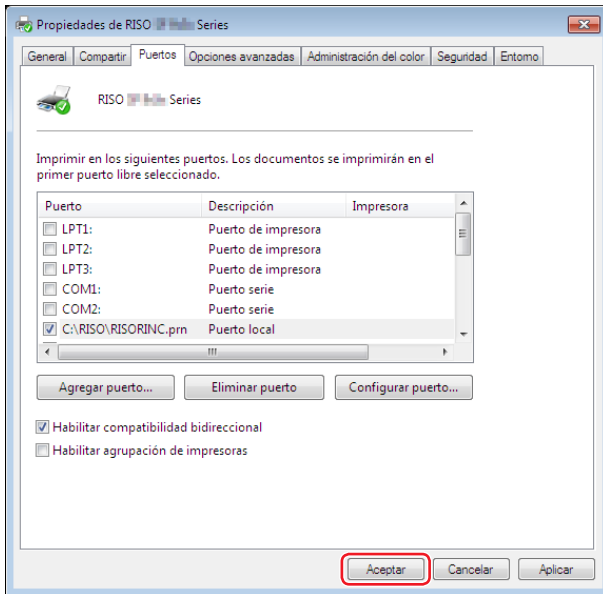 Propiedades de RISO Series
General Compartir Puertos Opciones avanzadas Administración del color Seguridad Entorno
RISO Series
Imprimir en los siguientes puertos. Los documentos se imprimirán en el
primer puerto libre seleccionado.
Puerto Descripción Impresora
LPT1: Puerto de impresora
LPT2: Puerto de impresora
LPT3: Puerto de impresora
COM1: Puerto serie
COM2: Puerto serie
C:\RISO\RISORINC.prn Puerto local
Agregar puerto... Eliminar puerto Configurar puerto...
Habilitar compatibilidad bidireccional
Habilitar agrupación de impresoras
Aceptar Cancelar Aplicar